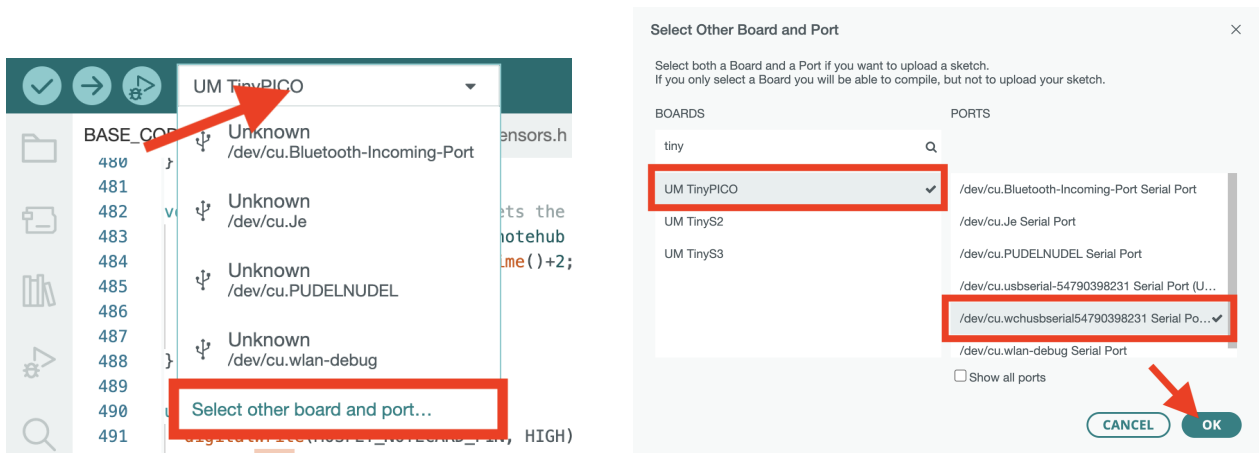 UM TinyPICO
BASE_COD
ensors.h
Unknown
/dev/cu.Bluetooth-Incoming-Port
480 }
481
Unknown
/dev/cu.Je
482 ets the
483 notehub
484 ime()+2;
Unknown
/dev/cu.PUDELNUDEL
485
486
487
Unknown
/dev/cu.wlan-debug
488 }
489
Select other board and port...
490 u
491 digitalWrite(MOSFET_NOTECARD_PIN, HIGH)
Select Other Board and Port
Select both a Board and a Port if you want to upload a sketch.
If you only select a Board you will be able to compile, but not to upload your sketch.
BOARDS
tiny
UM TinyPICO
UM TinyS2
UM TinyS3
PORTS
/dev/cu.Bluetooth-Incoming-Port Serial Port
/dev/cu.Je Serial Port
/dev/cu.PUDELNUDEL Serial Port
/dev/cu.usbserial-54790398231 Serial Port (U...
/dev/cu.wchusbserial54790398231 Serial Po...
/dev/cu.wlan-debug Serial Port
Show all ports
CANCEL
OK